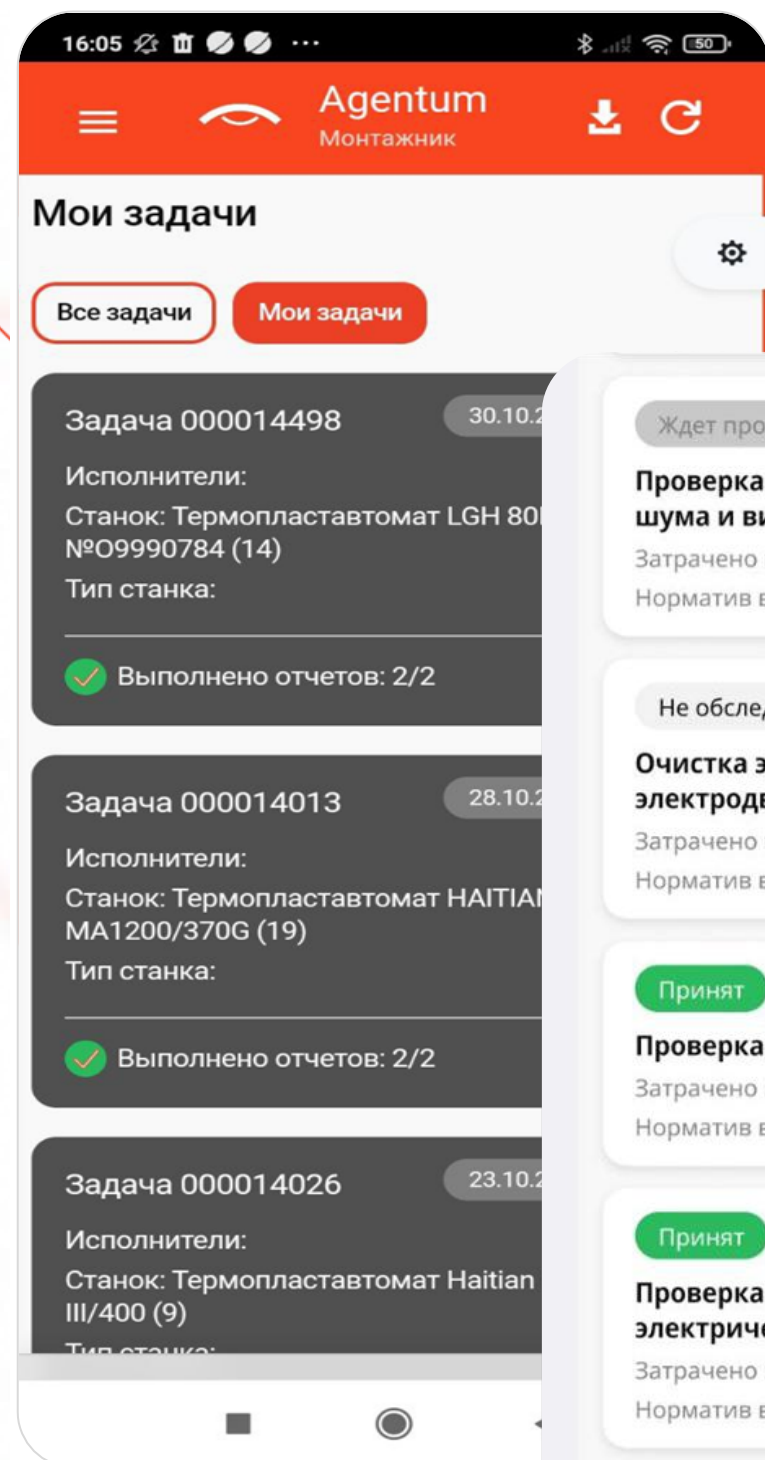 16:05
50
Agentum
Монтажник
Мои задачи
Все задачи
Мои задачи
Задача 000014498
30.10.2
Исполнители:
Станок: Термопластавтомат LGH 80
№O9990784 (14)
Тип станка:
Выполнено отчетов: 2/2
Задача 000014013
28.10.2
Исполнители:
Станок: Термопластавтомат HAITIAN
MA1200/370G (19)
Тип станка:
Выполнено отчетов: 2/2
Задача 000014026
23.10.2
Исполнители:
Станок: Термопластавтомат Haitian
III/400 (9)
Тип станка:
Ждет про
Проверка
шума и ви
Затрачено
Норматив в
Не обслед
Очистка э
электродв
Затрачено
Норматив в
Принят
Проверка
Затрачено
Норматив в
Принят
Проверка
электриче
Затрачено
Норматив в